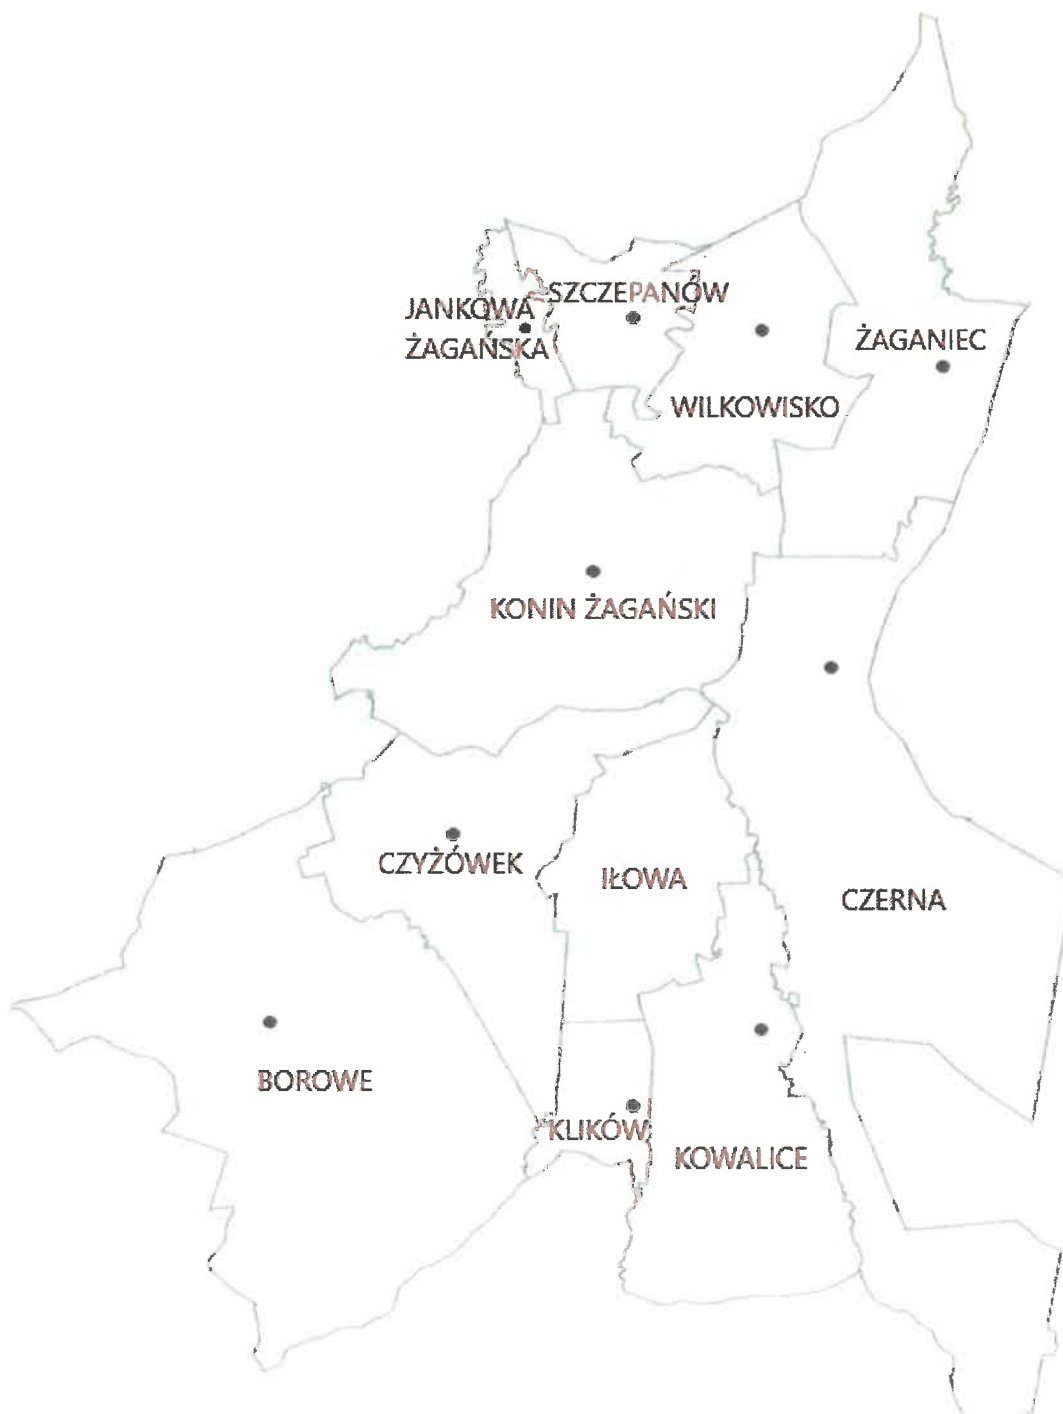 SZCZEPANÓW
JANKOWA
ŻAGAŃSKA
ŻAGANIEC
WILKOWISKO
KONIN ŻAGAŃSKI
CZYŻÓWEK
IŁOWA
CZERNA
BOROWE
KLIKÓW
KOWALICE